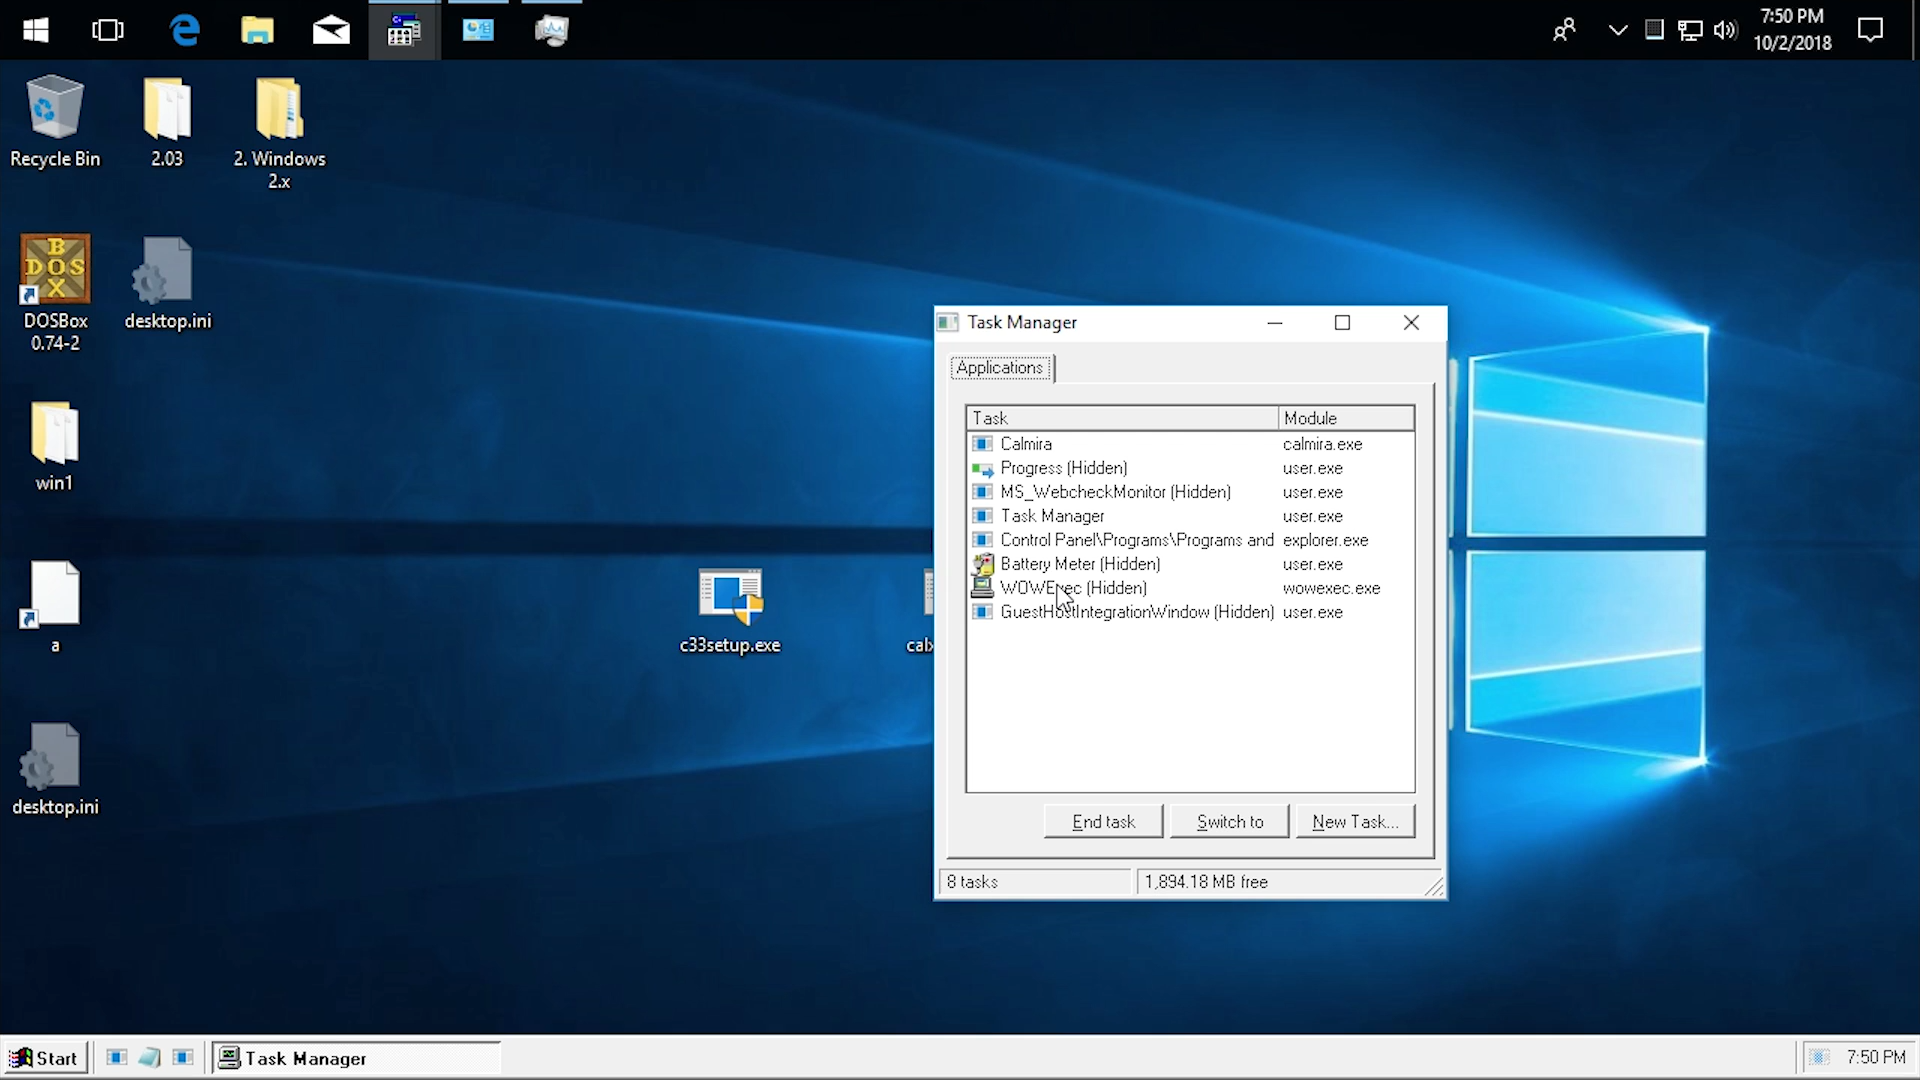 7:50 PM
10/2/2018
Recycle Bin
2.03
2. Windows
2.x
B
DOS
X
DOSBox
0.74-2
desktop.ini
win1
a
desktop.ini
c33setup.exe
Task Manager
Applications
Task Module
Calmira calmira.exe
Progress (Hidden) user.exe
MS_WebcheckMonitor (Hidden) user.exe
Task Manager user.exe
Control Panel\Programs\Programs and explorer.exe
Battery Meter (Hidden) user.exe
WOWExec (Hidden) wowexec.exe
GuestHostIntegrationWindow (Hidden) user.exe
End task Switch to New Task...
8 tasks 1,894.18 MB free
Start Task Manager 7:50 PM